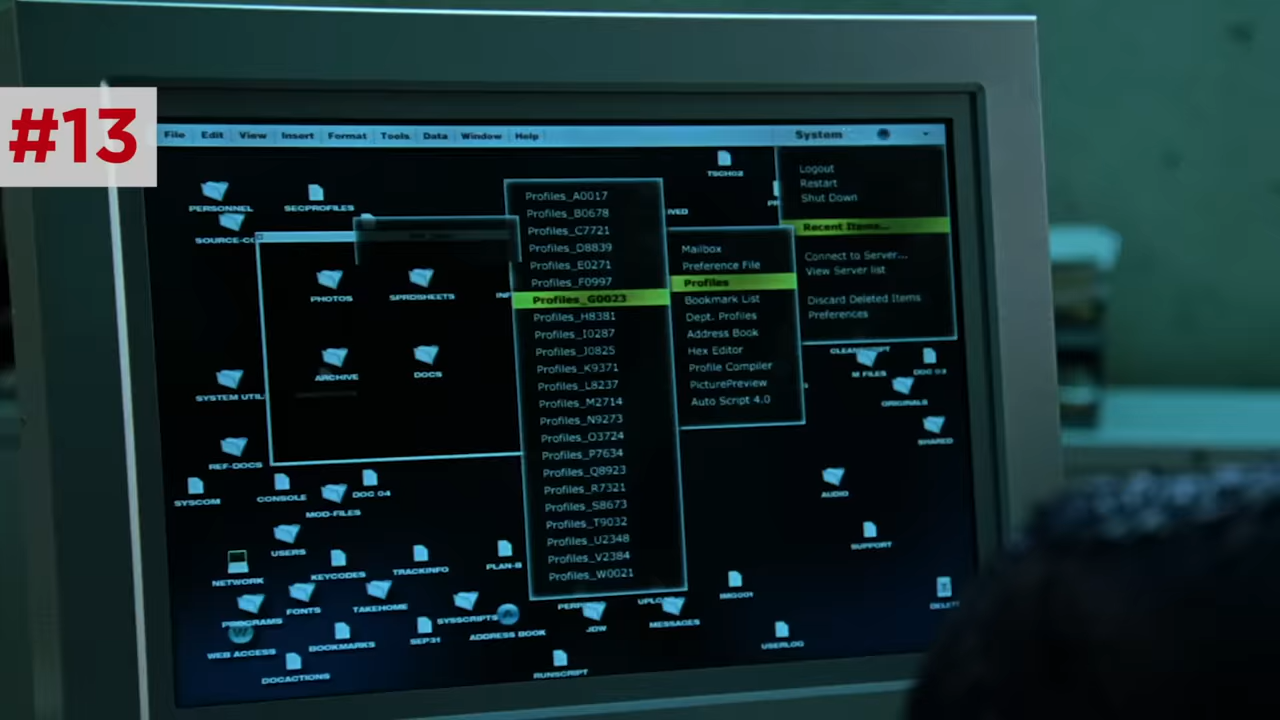 #13
File Edit View Insert Format Tools Data Window Help System
Logout
Restart
Shut Down
Recent Items...
Connect to Server...
View Server list
Discard Deleted Items
Preferences
Mailbox
Preference File
Profiles
Bookmark List
Dept. Profiles
Address Book
Hex Editor
Profile Compiler
PicturePreview
Auto Script 4.0
Profiles_A0017
Profiles_B0678
Profiles_C7721
Profiles_D8839
Profiles_E0271
Profiles_F0997
Profiles_G0023
Profiles_H8381
Profiles_I0287
Profiles_J0825
Profiles_K9371
Profiles_L8237
Profiles_M2714
Profiles_N9273
Profiles_O3724
Profiles_P7634
Profiles_Q8923
Profiles_R7321
Profiles_S8673
Profiles_T9032
Profiles_U2348
Profiles_V2384
Profiles_W0021
TSCH02
PERSONNEL
SECPROFILES
SOURCE-CO
PHOTOS
SPRDSHEETS
ARCHIVE
DOCS
SYSTEM UTIL
M FILES
DOC 03
ORIGINALS
SHARED
REF-DOCS
SYSCOM
CONSOLE
MOD-FILES
DOC 04
AUDIO
USERS
SUPPORT
NETWORK
KEYCODES
TRACKINFO
PLAN-B
PROGRAMS
FONTS
TAKEHOME
SYSSCRIPTS
ADDRESS BOOK
JDW
MESSAGES
IMG001
WEB ACCESS
BOOKMARKS
SEP31
USERLOG
DOCACTIONS
RUNSCRIPT